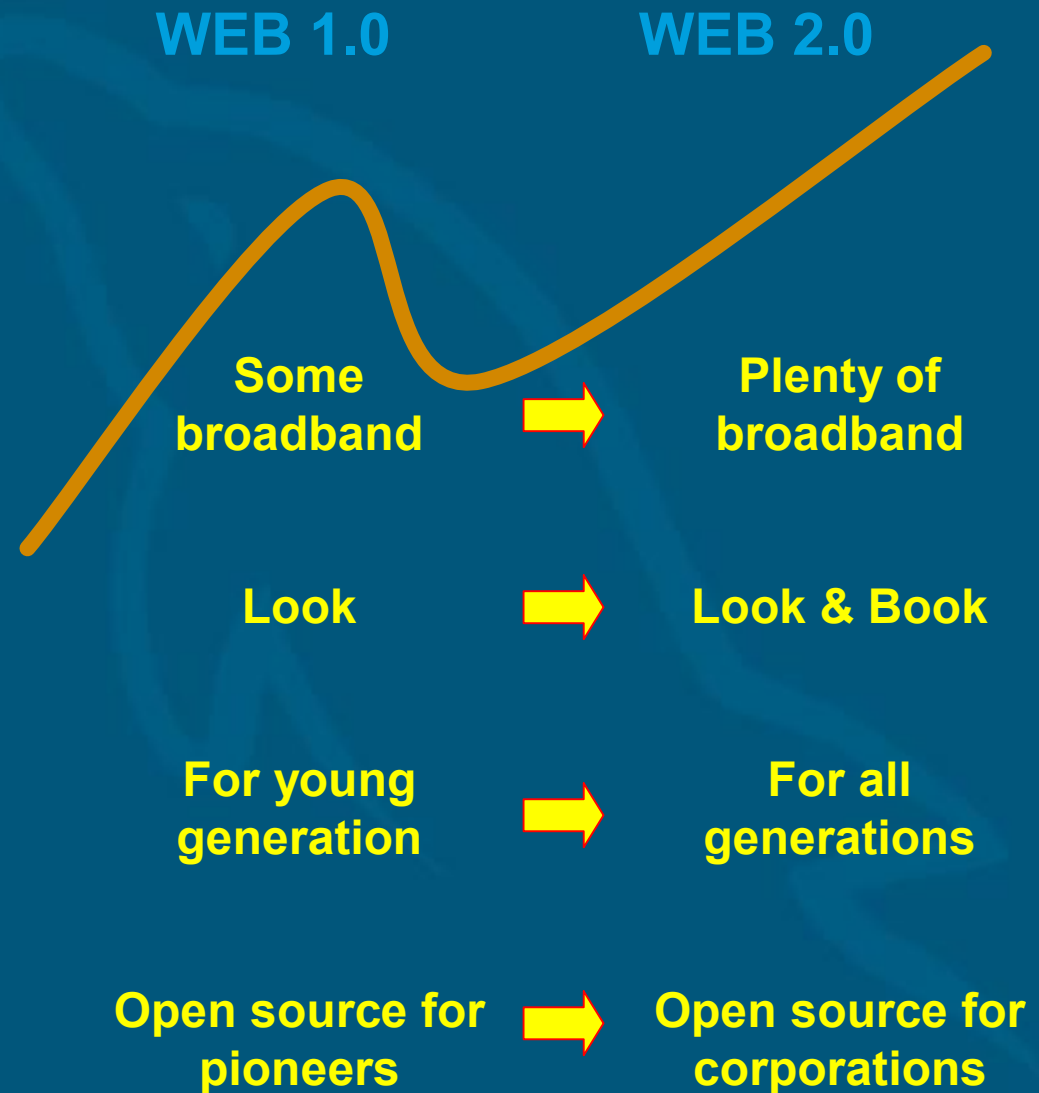 WEB 1.0 WEB 2.0
Some
broadband
Plenty of
broadband
Look
Look & Book
For young
generation
For all
generations
Open source for
pioneers
Open source for
corporations